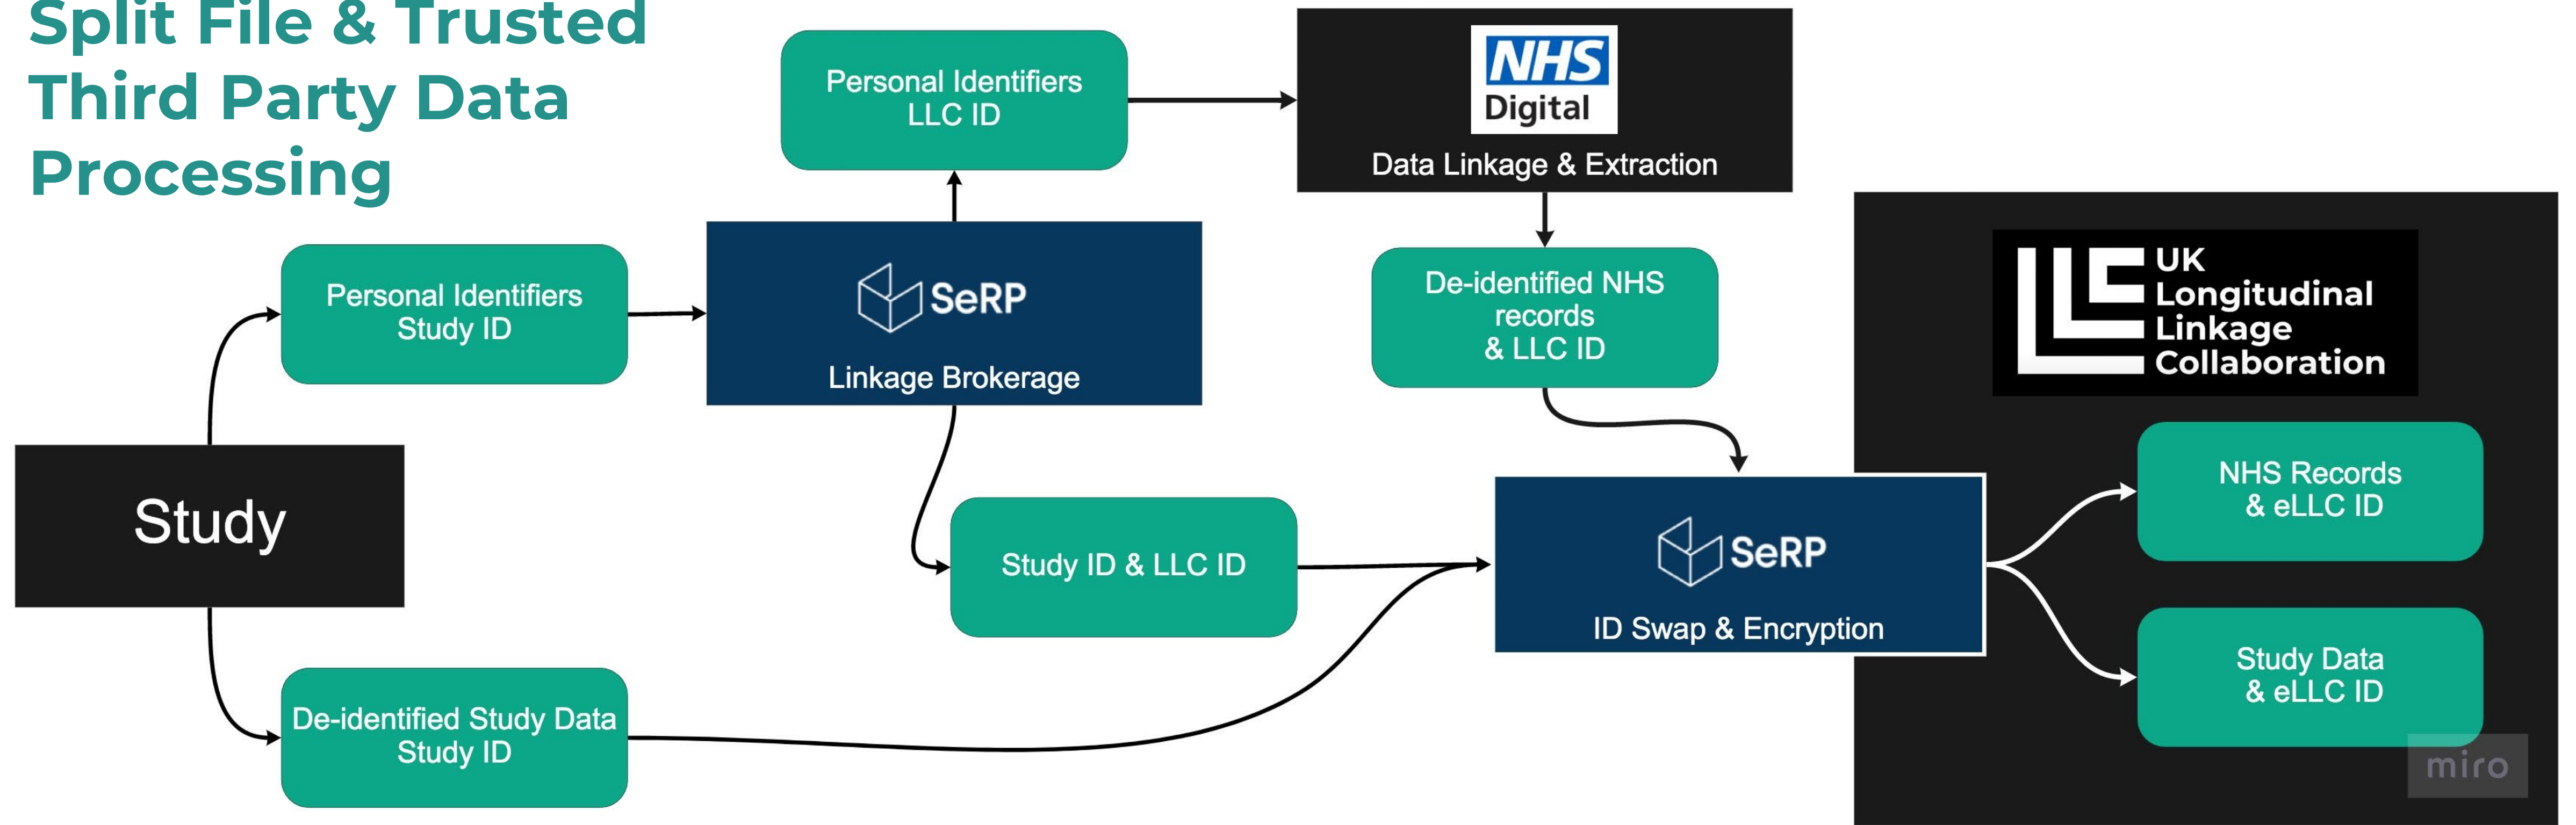 Split File & Trusted
Third Party Data
Processing
Personal Identifiers
LLC ID
NHS
Digital
Data Linkage & Extraction
Personal Identifiers
Study ID
SeRP
Linkage Brokerage
De-identified NHS
records
& LLC ID
UK
Longitudinal
Linkage
Collaboration
Study
Study ID & LLC ID
SeRP
ID Swap & Encryption
NHS Records
& eLLC ID
Study Data
& eLLC ID
De-identified Study Data
Study ID
miro